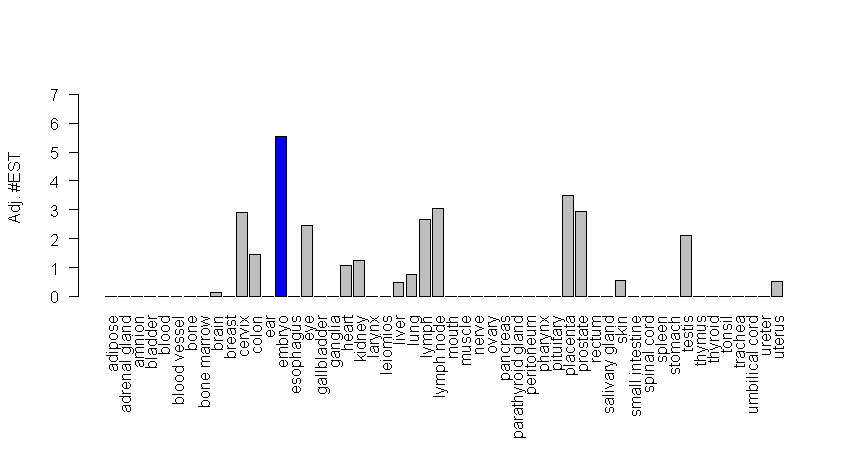 7
6
5
4
3
2
1
0
Adj. #EST
adipose
adrenal gland
amnion
bladder
blood
blood vessel
bone
bone marrow
brain
breast
cervix
colon
ear
embryo
esophagus
eye
gallbladder
ganglia
heart
kidney
larynx
leiomios
liver
lung
lymph
lymph node
mouth
muscle
nerve
ovary
pancreas
parathyroid gland
peritoneum
pharynx
pituitary
placenta
prostate
rectum
salivary gland
skin
small intestine
spinal cord
spleen
stomach
testis
thymus
thyroid
tonsil
trachea
umbilical cord
ureter
uterus